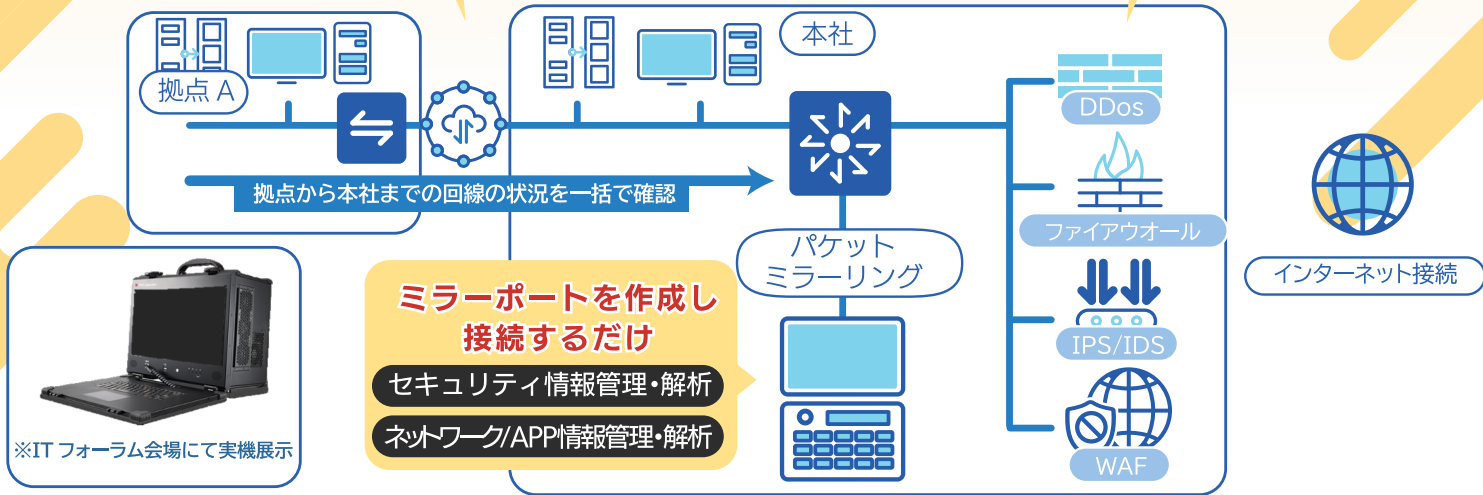 拠点 A
本社
拠点から本社までの回線の状況を一括で確認
DDos
ファイアウオール
IPS/IDS
WAF
インターネット接続
パケット
ミラーリング
ミラーポートを作成し
接続するだけ
セキュリティ情報管理・解析
ネットワーク/APP情報管理・解析
※IT フォーラム会場にて実機展示